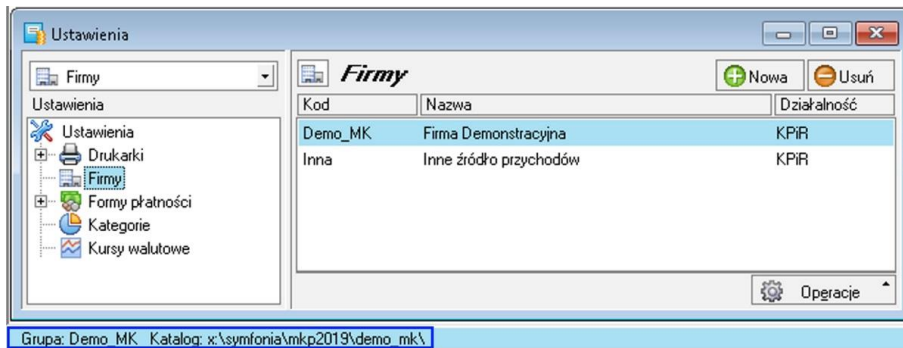 Ustawienia
Firmy
Ustawienia
Ustawienia
Drukarki
Firmy
Formy płatności
Kategorie
Kursy walutowe
Firmy
Nowa
Usuń
Kod Nazwa Działalność
Demo_MK Firma Demonstracyjna KPiR
Inna Inne źródło przychodów KPiR
Operacje
Grupa: Demo_MK Katalog: x:\symfonia\mkp2019\demo_mk\